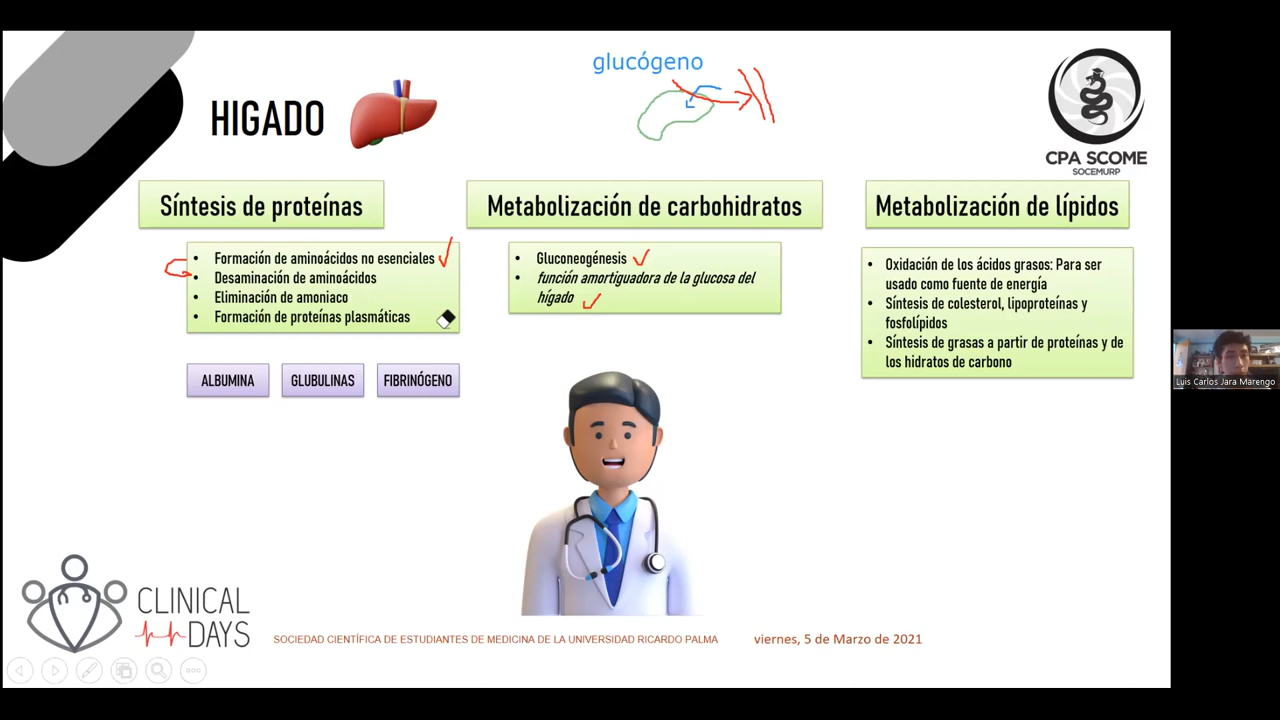 glucógeno
HIGADO
CPA SCOME
SOCEMURP
Síntesis de proteínas
Metabolización de carbohidratos
Metabolización de lípidos
• Formación de aminoácidos no esenciales
• Desaminación de aminoácidos
• Eliminación de amoniaco
• Formación de proteínas plasmáticas
• Gluconeogénesis
• función amortiguadora de la glucosa del
hígado
• Oxidación de los ácidos grasos: Para ser
usado como fuente de energía
• Síntesis de colesterol, lipoproteínas y
fosfolípidos
• Síntesis de grasas a partir de proteínas y de
los hidratos de carbono
ALBUMINA
GLUBULINAS
FIBRINÓGENO
Luis Carlos Jara Marengo
CLINICAL
DAYS
SOCIEDAD CIENTÍFICA DE ESTUDIANTES DE MEDICINA DE LA UNIVERSIDAD RICARDO PALMA
viernes, 5 de Marzo de 2021